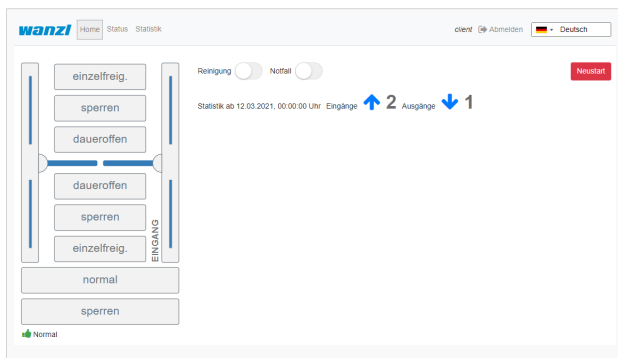 wanzl Home Status Statistik client Abmelden Deutsch
einzelfreig.
sperren
daueroffen
daueroffen
sperren
einzelfreig.
EINGANG
normal
sperren
Normal
Reinigung Notfall Neustart
Statistik ab 12.03.2021, 00:00:00 Uhr Eingänge 2 Ausgänge 1